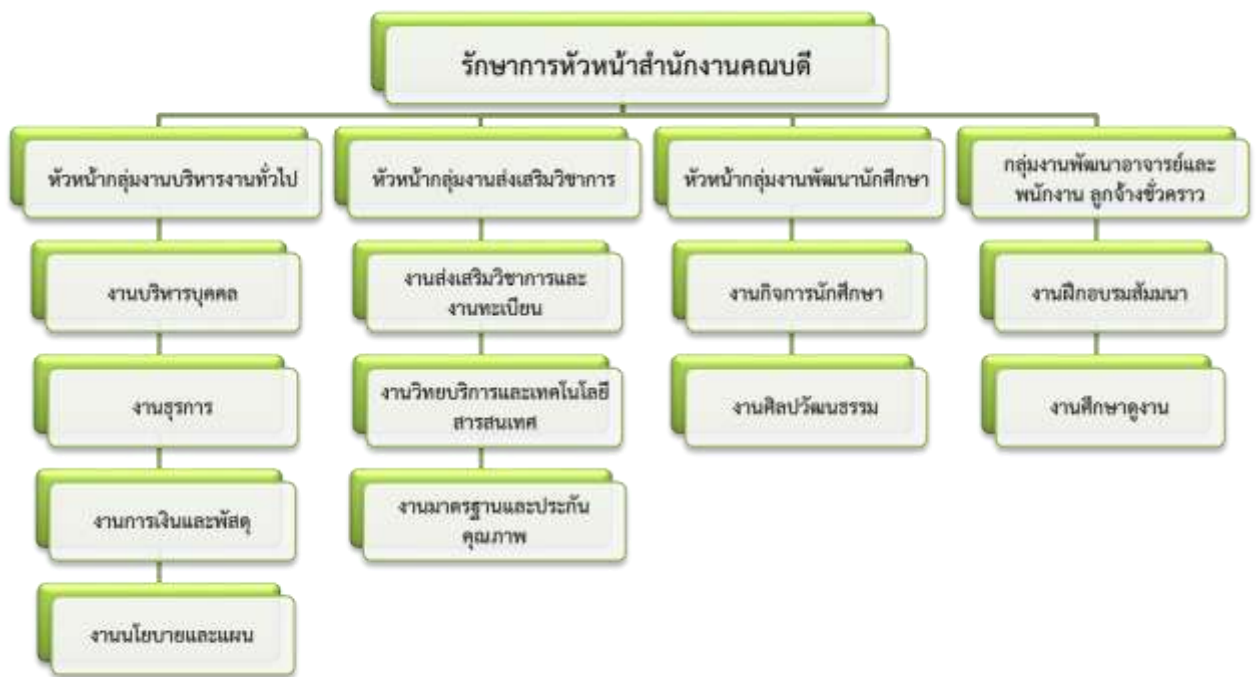 รักษาการหัวหน้าสำนักงานคณบดี
หัวหน้ากลุ่มงานบริหารงานทั่วไป
หัวหน้ากลุ่มงานส่งเสริมวิชาการ
หัวหน้ากลุ่มงานพัฒนานักศึกษา
กลุ่มงานพัฒนาอาจารย์และ
พนักงาน ลูกจ้างชั่วคราว
งานบริหารบุคคล
งานส่งเสริมวิชาการและ
งานทะเบียน
งานกิจการนักศึกษา
งานฝึกอบรมสัมมนา
งานธุรการ
งานวิทยบริการและเทคโนโลยี
สารสนเทศ
งานศิลปวัฒนธรรม
งานศึกษาดูงาน
งานการเงินและพัสดุ
งานมาตรฐานและประกัน
คุณภาพ
งานนโยบายและแผน